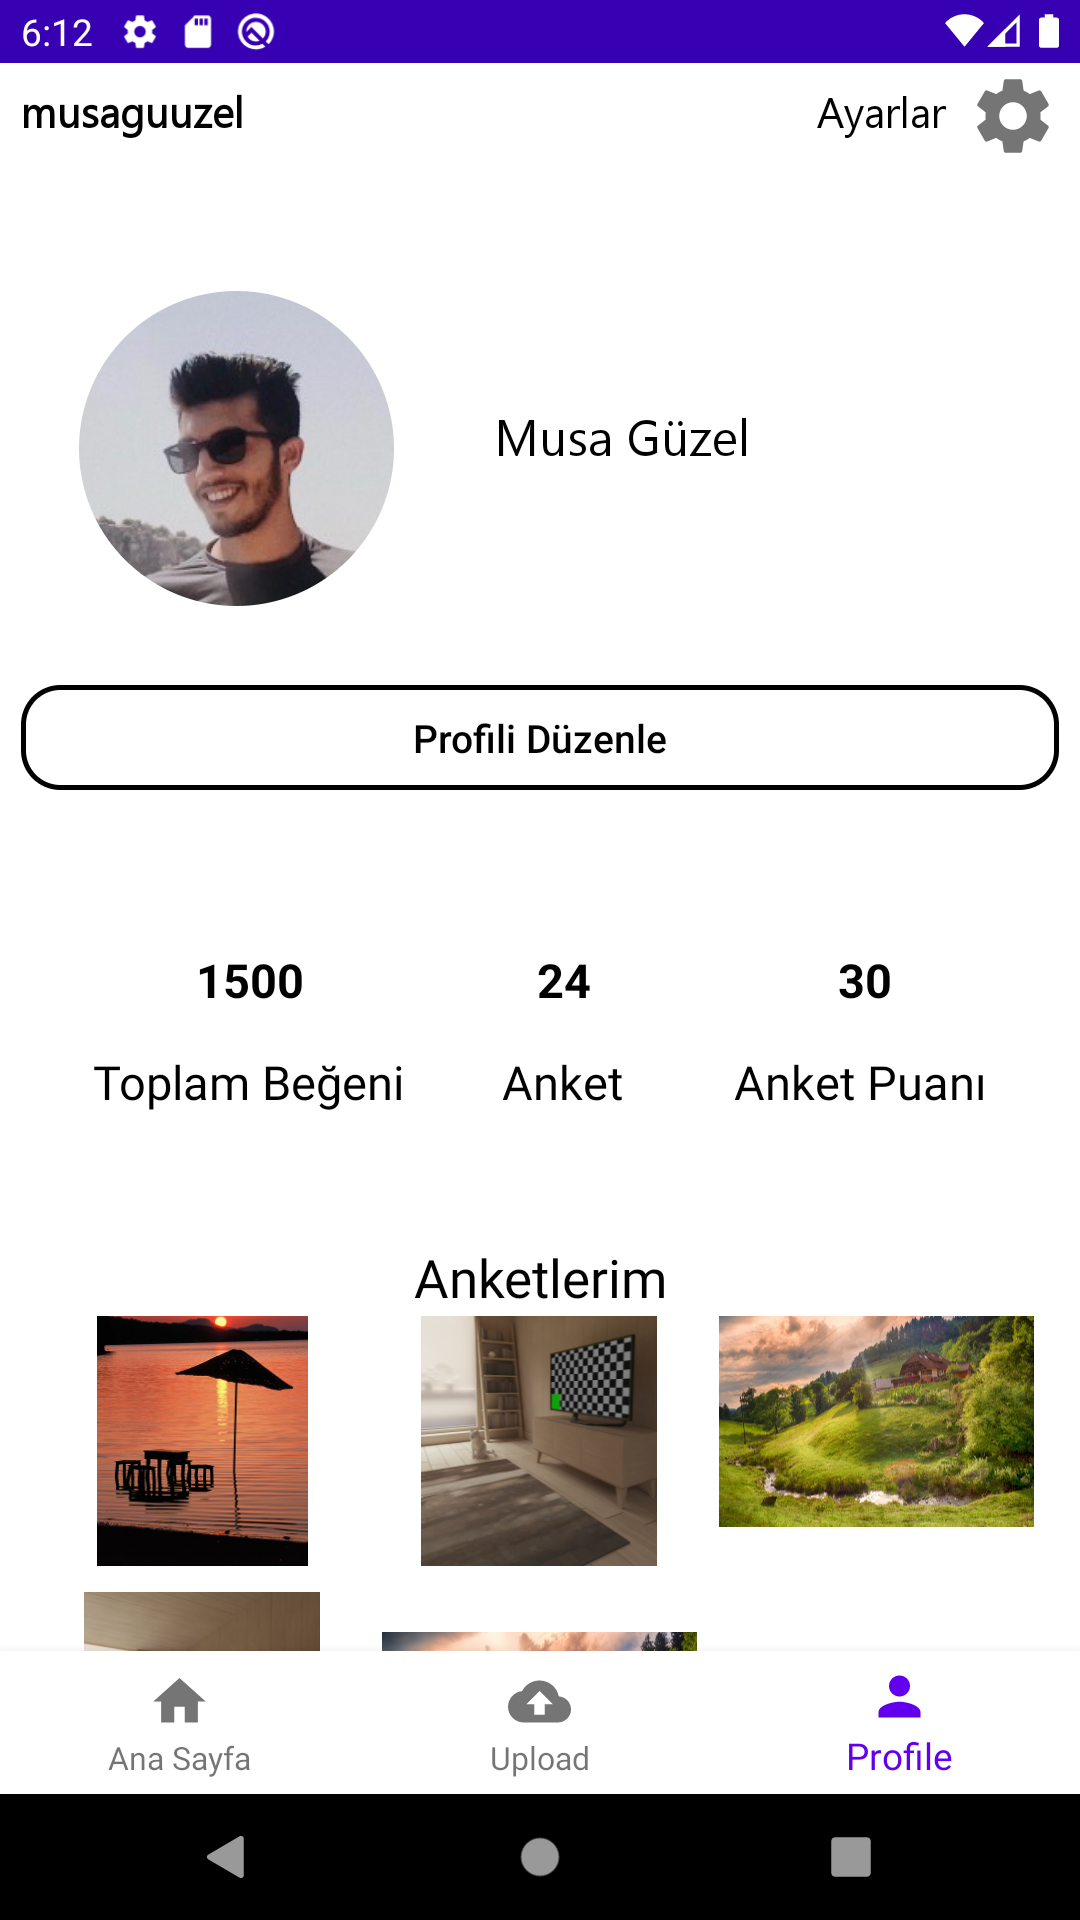 6:12
musaguuzel
Ayarlar
Musa Güzel
Profili Düzenle
1500 24 30
Toplam Beğeni Anket Anket Puanı
Anketlerim
Ana Sayfa Upload Profile